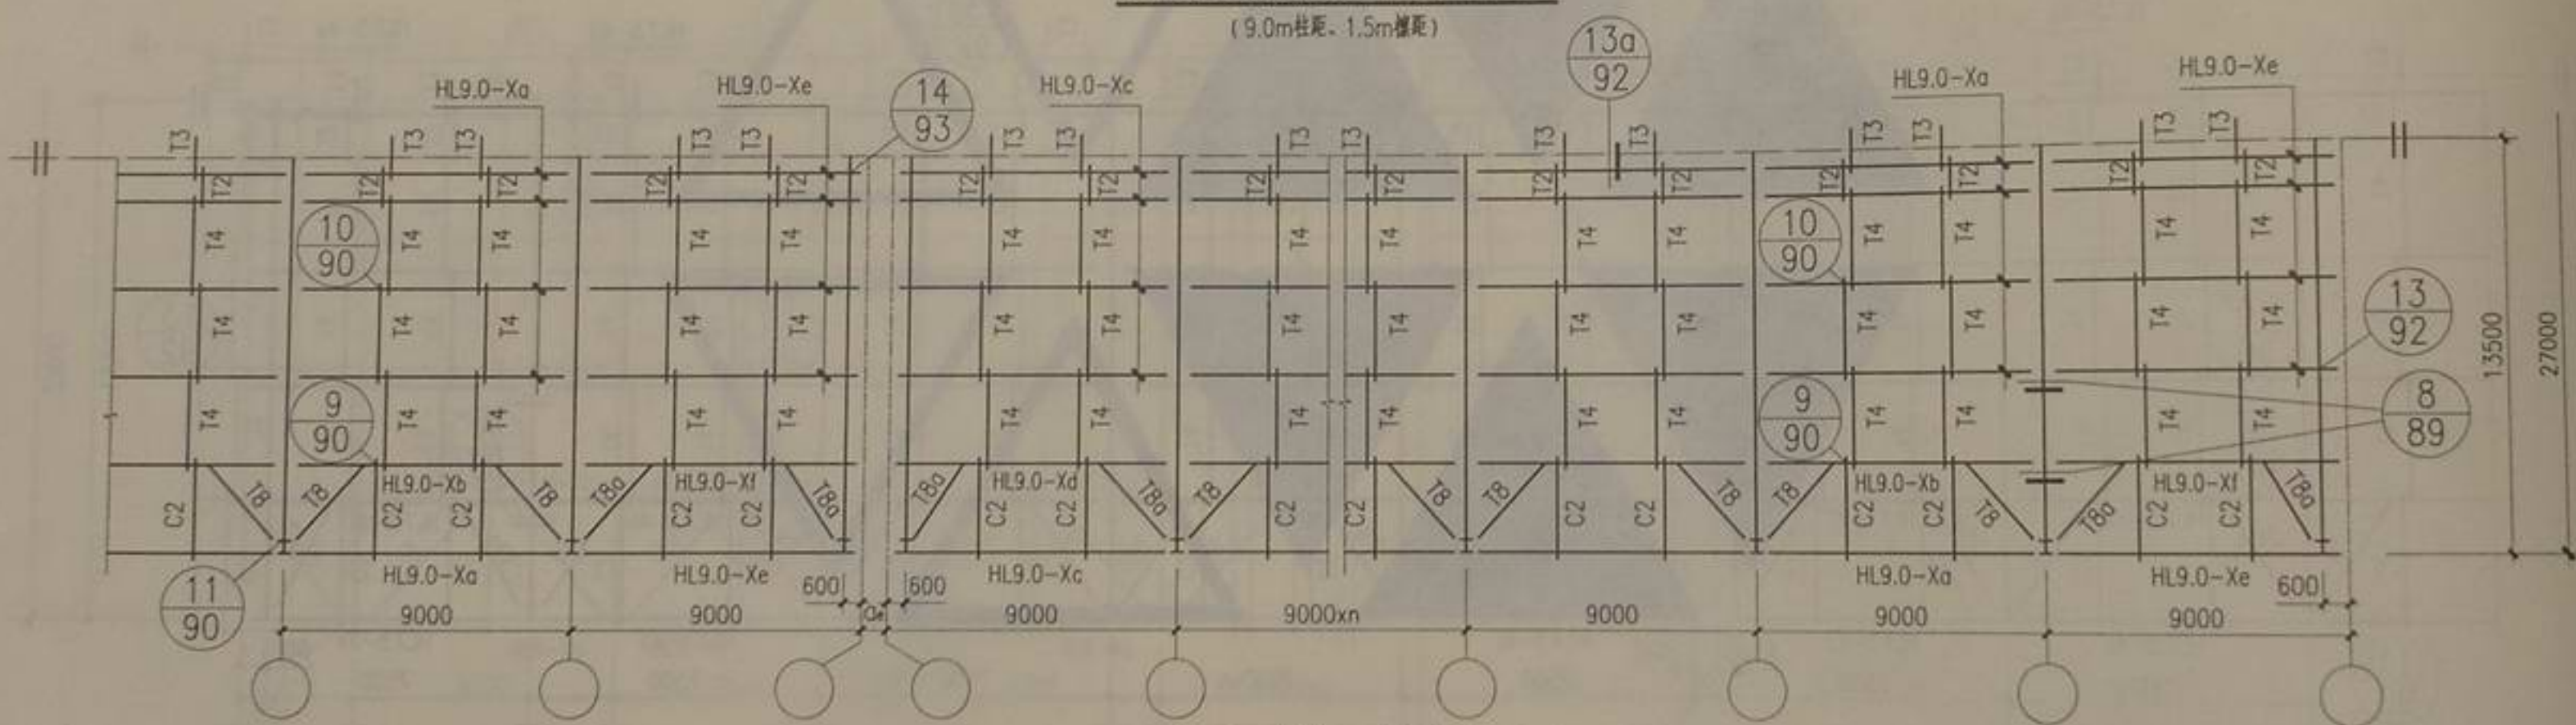 (9.0m柱距、1.5m檩距)
13a
92
HL9.0-Xa HL9.0-Xe HL9.0-Xc HL9.0-Xa HL9.0-Xe
14
93
T3 T3 T3 T3 T3 T3 T3 T3 T3 T3 T3 T3 T3 T3 T3
T2 T2 T2 T2 T2 T2 T2 T2 T2 T2 T2 T2 T2 T2 T2
10
90
10
90
T4 T4 T4 T4 T4 T4 T4 T4 T4 T4 T4 T4 T4 T4 T4
T4 T4 T4 T4 T4 T4 T4 T4 T4 T4 T4 T4 T4 T4 T4
13
92
13500
27000
9
90
9
90
8
89
T4 T4 T4 T4 T4 T4 T4 T4 T4 T4 T4 T4 T4 T4 T4
HL9.0-Xb HL9.0-Xf HL9.0-Xd HL9.0-Xb HL9.0-Xf
C2 T8 T8 C2 C2 T8 T8a C2 C2 T8a T8a C2 C2 T8a T8 C2 C2 T8 T8 C2 C2 T8 T8 C2 C2 T8 T8a C2 C2 T8a
HL9.0-Xa HL9.0-Xe HL9.0-Xc HL9.0-Xa HL9.0-Xe
11
90
600 600 600
9000 9000 9000 9000xn 9000 9000 9000